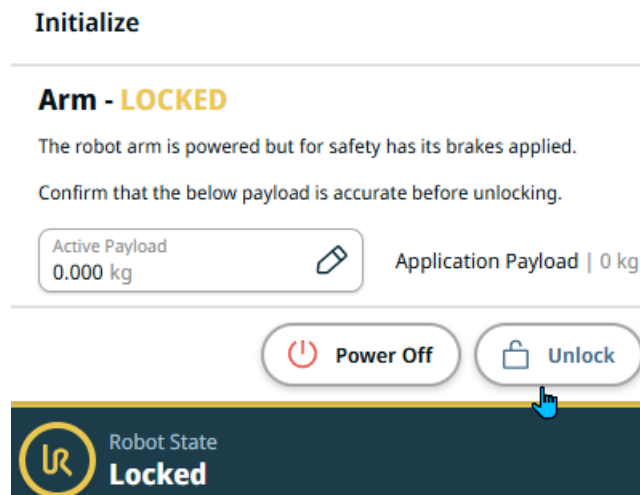 Initialize
Arm - LOCKED
The robot arm is powered but for safety has its brakes applied.
Confirm that the below payload is accurate before unlocking.
Active Payload
0.000 kg
Application Payload | 0 kg
Power Off
Unlock
UR
Robot State
Locked